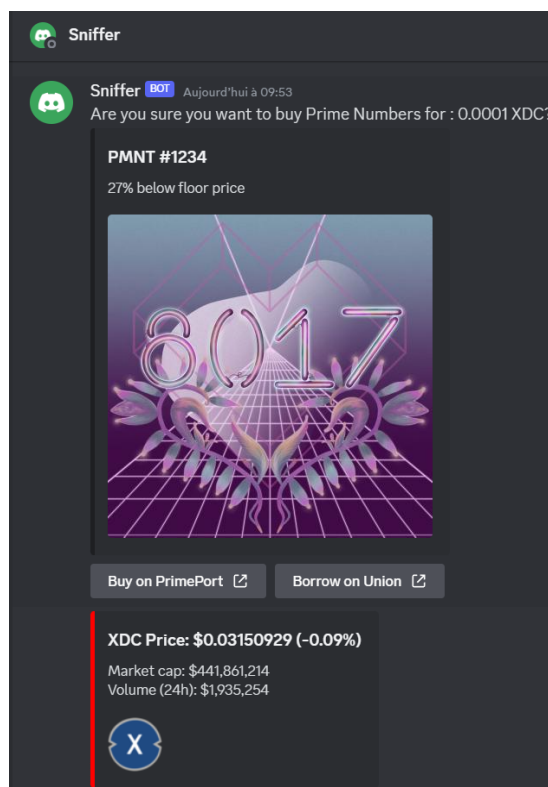 Sniffer
Sniffer BOT Aujourd'hui à 09:53
Are you sure you want to buy Prime Numbers for : 0.0001 XDC?
PMNT #1234
27% below floor price
8017
Buy on PrimePort
Borrow on Union
XDC Price: $0.03150929 (-0.09%)
Market cap: $441,861,214
Volume (24h): $1,935,254
X